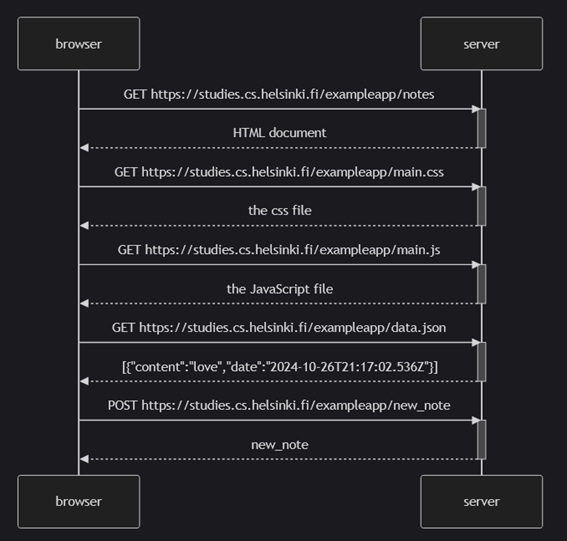 browser
server
GET https://studies.cs.helsinki.fi/exampleapp/notes
HTML document
GET https://studies.cs.helsinki.fi/exampleapp/main.css
the css file
GET https://studies.cs.helsinki.fi/exampleapp/main.js
the JavaScript file
GET https://studies.cs.helsinki.fi/exampleapp/data.json
[{"content":"love","date":"2024-10-26T21:17:02.536Z"}]
POST https://studies.cs.helsinki.fi/exampleapp/new_note
new_note
browser
server